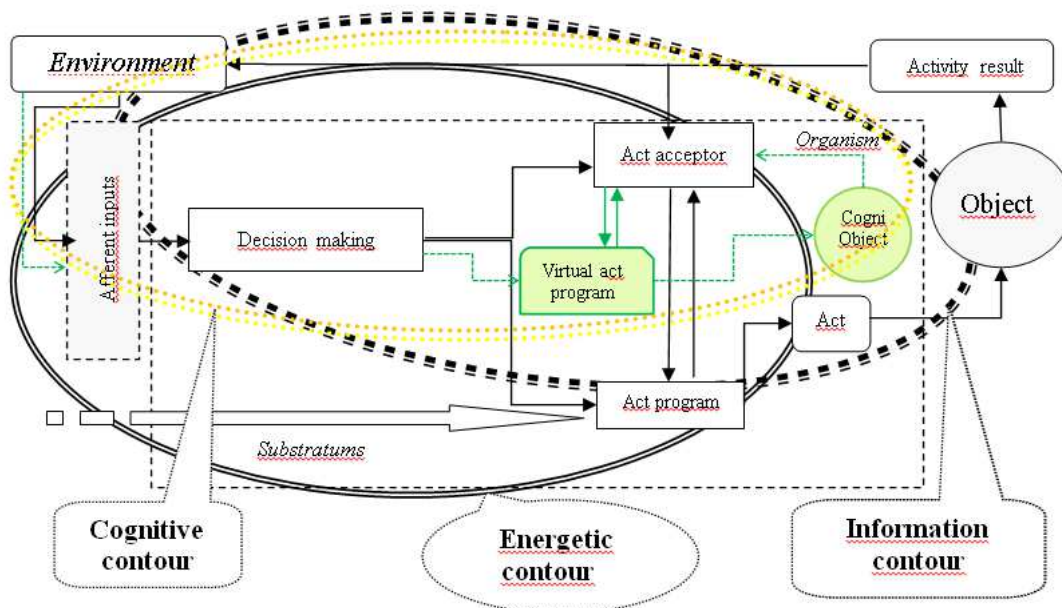 Environment
Activity result
Afferent inputs
Act acceptor
Organism
Object
Decision making
Cogni
Object
Virtual act
program
Act
Act program
Substratums
Cognitive
contour
Energetic
contour
Information
contour